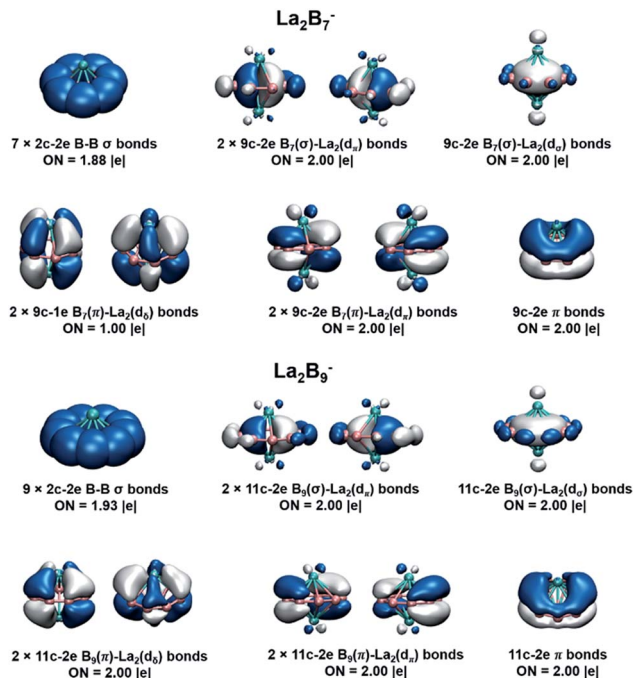 La₂B₇⁻
7 × 2c-2e B-B σ bonds
ON = 1.88 |e|
2 × 9c-2e B₇(σ)-La₂(dπ) bonds
ON = 2.00 |e|
9c-2e B₇(σ)-La₂(dσ) bonds
ON = 2.00 |e|
2 × 9c-1e B₇(π)-La₂(dδ) bonds
ON = 1.00 |e|
2 × 9c-2e B₇(π)-La₂(dπ) bonds
ON = 2.00 |e|
9c-2e π bonds
ON = 2.00 |e|
La₂B₉⁻
9 × 2c-2e B-B σ bonds
ON = 1.93 |e|
2 × 11c-2e B₉(σ)-La₂(dπ) bonds
ON = 2.00 |e|
11c-2e B₉(σ)-La₂(dσ) bonds
ON = 2.00 |e|
2 × 11c-2e B₉(π)-La₂(dδ) bonds
ON = 2.00 |e|
2 × 11c-2e B₉(π)-La₂(dπ) bonds
ON = 2.00 |e|
11c-2e π bonds
ON = 2.00 |e|